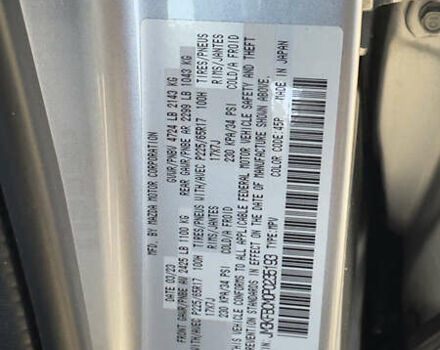 MFD. BY MAZDA MOTOR CORPORATION
DATE 03/23 GVWR/PNBV 4724 LB 2143 KG
FRONT GAWR/PNBE AV 2425 LB 1100 KG REAR GAWR/PNBE AR 2299 LB 1043 KG
TIRES/PNEUS WITH/AVEC P225/65R17 100H TIRES/PNEUS WITH/AVEC P225/65R17 100H
RIMS/JANTES 17X7J RIMS/JANTES 17X7J
COLD/A FROID 230 KPA/34 PSI COLD/A FROID 230 KPA/34 PSI
THIS VEHICLE CONFORMS TO ALL APPLICABLE FEDERAL MOTOR VEHICLE SAFETY AND THEFT
PREVENTION STANDARDS IN EFFECT ON THE DATE OF MANUFACTURE SHOWN ABOVE.
TYPE:MPV COLOR CODE:45P MADE IN JAPAN